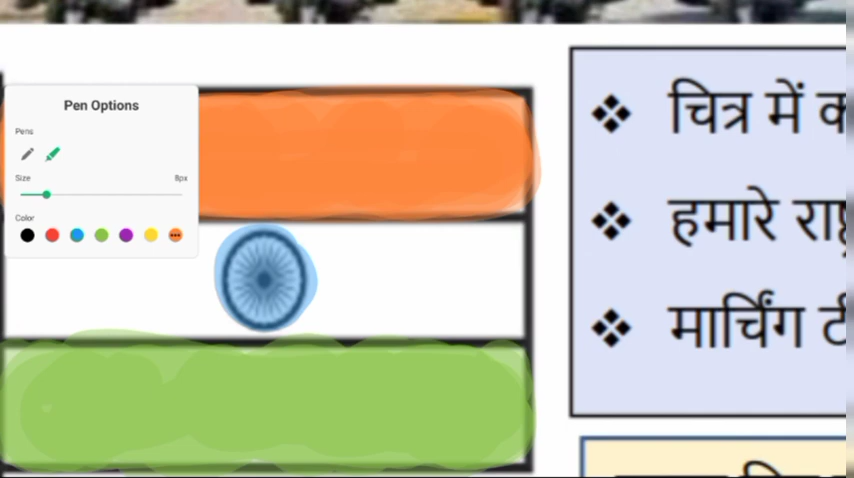 Pen Options
Pens
Size 8px
Color
❖ चित्र में
❖ हमारे
❖ मार्चिंग